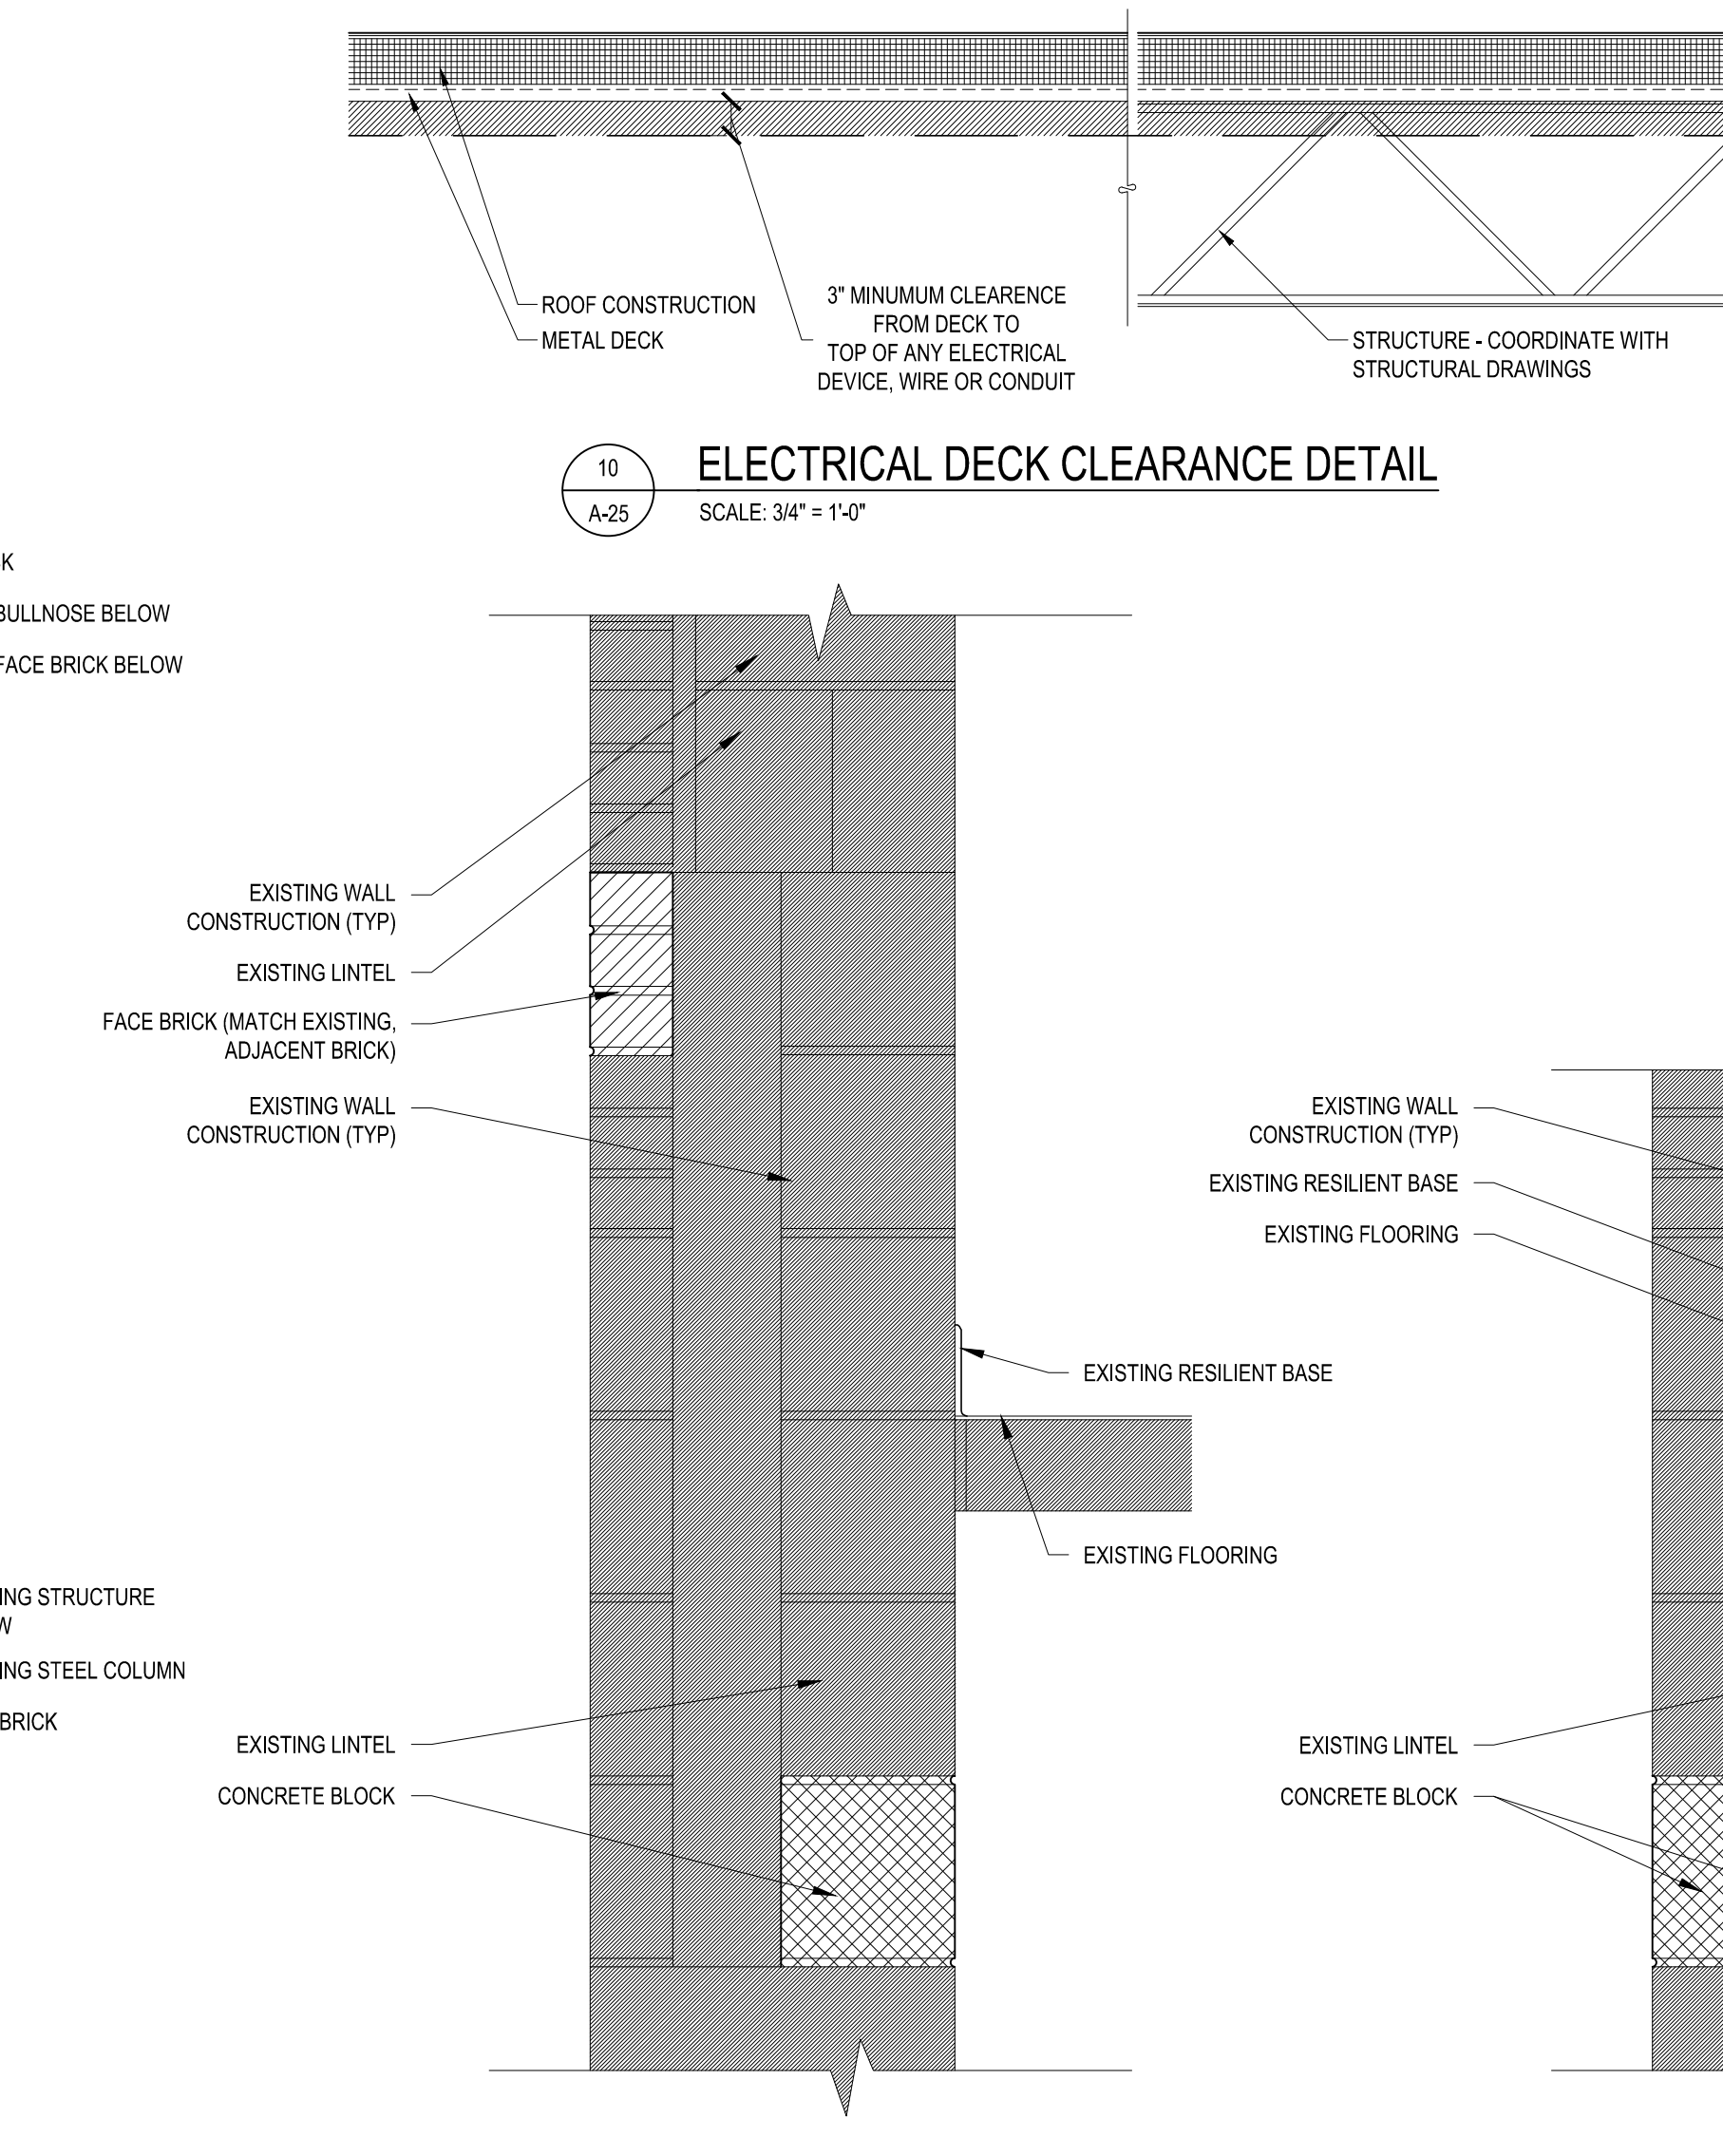 ROOF CONSTRUCTION
METAL DECK
3" MINUMUM CLEARENCE
FROM DECK TO
TOP OF ANY ELECTRICAL
DEVICE, WIRE OR CONDUIT
STRUCTURE - COORDINATE WITH
STRUCTURAL DRAWINGS
10
A-25
ELECTRICAL DECK CLEARANCE DETAIL
SCALE: 3/4" = 1'-0"
BULLNOSE BELOW
FACE BRICK BELOW
EXISTING WALL
CONSTRUCTION (TYP)
EXISTING LINTEL
FACE BRICK (MATCH EXISTING,
ADJACENT BRICK)
EXISTING WALL
CONSTRUCTION (TYP)
EXISTING RESILIENT BASE
EXISTING FLOORING
STRUCTURE
STEEL COLUMN
BRICK
EXISTING LINTEL
CONCRETE BLOCK
EXISTING WALL
CONSTRUCTION (TYP)
EXISTING RESILIENT BASE
EXISTING FLOORING
EXISTING LINTEL
CONCRETE BLOCK